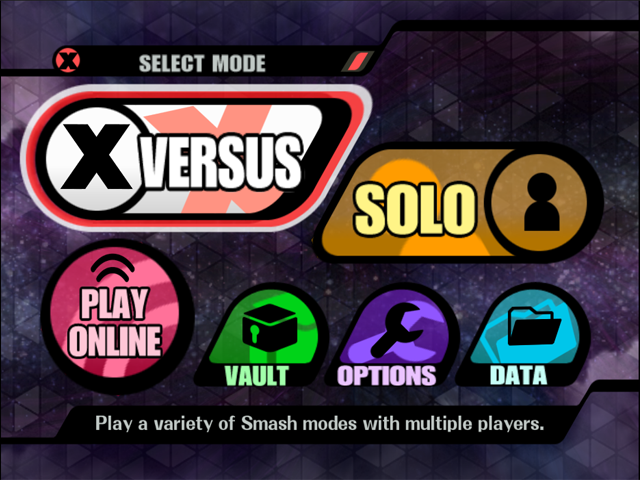 X SELECT MODE
X VERSUS
SOLO
PLAY
ONLINE
VAULT
OPTIONS
DATA
Play a variety of Smash modes with multiple players.